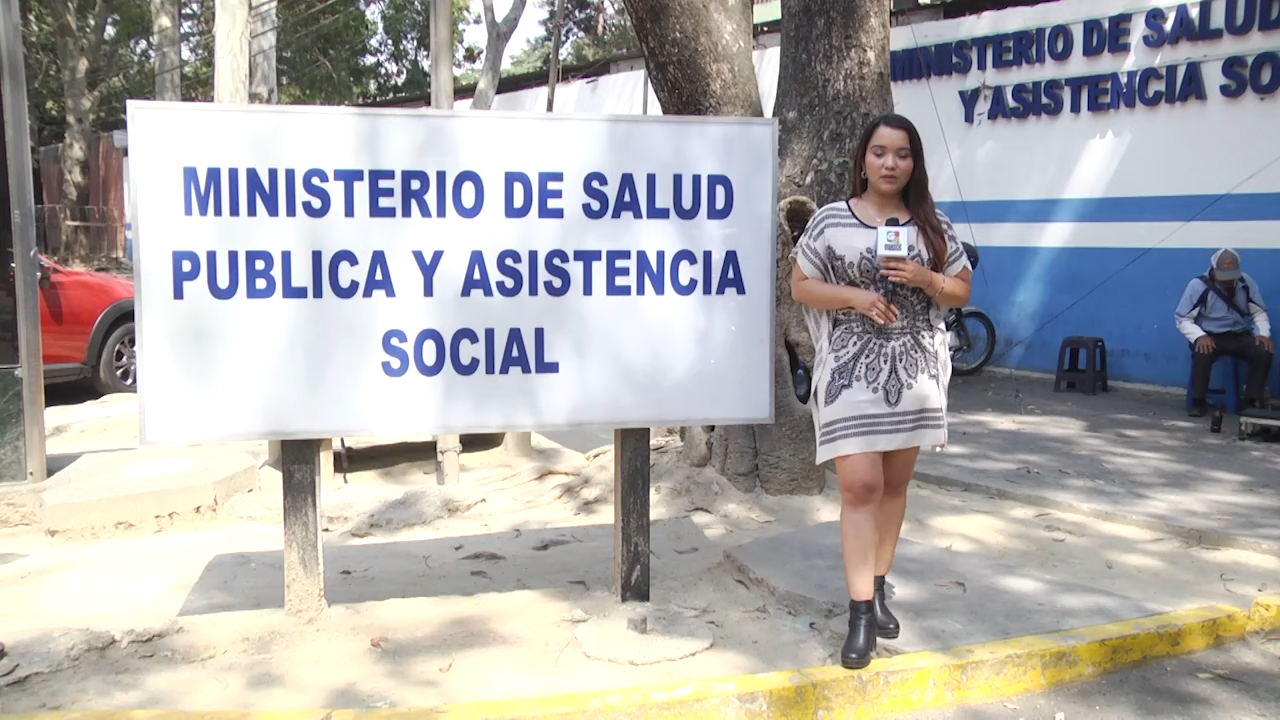 MINISTERIO DE SALUD
PUBLICA Y ASISTENCIA
SOCIAL
MINISTERIO DE SALUD
Y ASISTENCIA SO